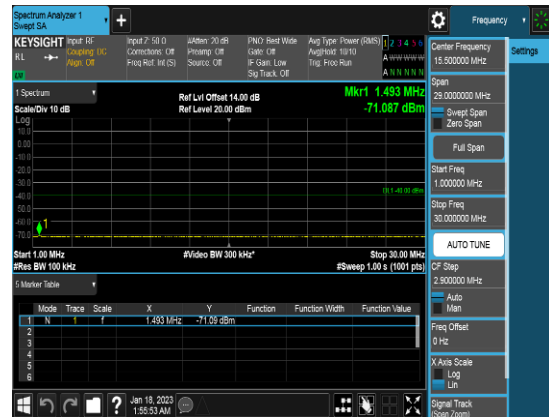 Spectrum Analyzer 1
Swept SA
+
Frequency
KEYSIGHT
RL
Input: RF
Coupling: DC
Align: Off
Input Z: 50 Ω
Corrections: Off
Freq Ref: Int (S)
#Atten: 20 dB
Preamp: Off
Source: Off
PNO: Best Wide
Gate: Off
IF Gain: Low
Sig Track: Off
Avg Type: Power (RMS)
Avg|Hold: 10/10
Trig: Free Run
1 2 3 4 5 6
A W W W W W
A N N N N N
1 Spectrum
Scale/Div 10 dB
Ref Lvl Offset 14.00 dB
Ref Level 20.00 dBm
Mkr1 1.493 MHz
-71.087 dBm
Log
10.0
0.00
-10.0
-20.0
-30.0
-40.0
-50.0
-60.0
-70.0
DL1 -40.00 dBm
1
Start 1.00 MHz
#Res BW 100 kHz
#Video BW 300 kHz*
Stop 30.00 MHz
#Sweep 1.00 s (1001 pts)
5 Marker Table
Mode Trace Scale X Y Function Function Width Function Value
1 N 1 f 1.493 MHz -71.09 dBm
2
3
4
5
6
Jan 18, 2023
1:55:53 AM
Center Frequency
15.500000 MHz
Settings
Span
29.0000000 MHz
Swept Span
Zero Span
Full Span
Start Freq
1.000000 MHz
Stop Freq
30.000000 MHz
AUTO TUNE
CF Step
2.900000 MHz
Auto
Man
Freq Offset
0 Hz
X Axis Scale
Log
Lin
Signal Track
(Span Zoom)